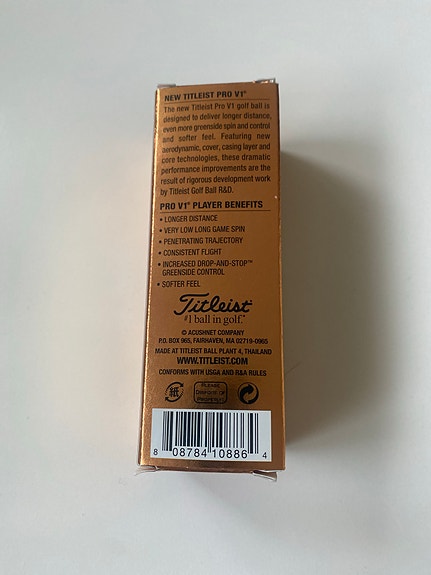 NEW TITLEIST PRO V1®
The new Titleist Pro V1 golf ball is
designed to deliver longer distance,
even more greenside spin and control
and softer feel. Featuring new
aerodynamic, cover, casing layer and
core technologies, these dramatic
performance improvements are the
result of rigorous development work
by Titleist Golf Ball R&D.
PRO V1® PLAYER BENEFITS
• LONGER DISTANCE
• VERY LOW LONG GAME SPIN
• PENETRATING TRAJECTORY
• CONSISTENT FLIGHT
• INCREASED DROP-AND-STOP™
GREENSIDE CONTROL
• SOFTER FEEL
Titleist®
#1 ball in golf.®
© ACUSHNET COMPANY
P.O. BOX 965, FAIRHAVEN, MA 02719-0965
MADE AT TITLEIST BALL PLANT 4, THAILAND
WWW.TITLEIST.COM
CONFORMS WITH USGA AND R&A RULES
紙
PLEASE
DISPOSE OF
PROPERLY
8 08784 10886 4